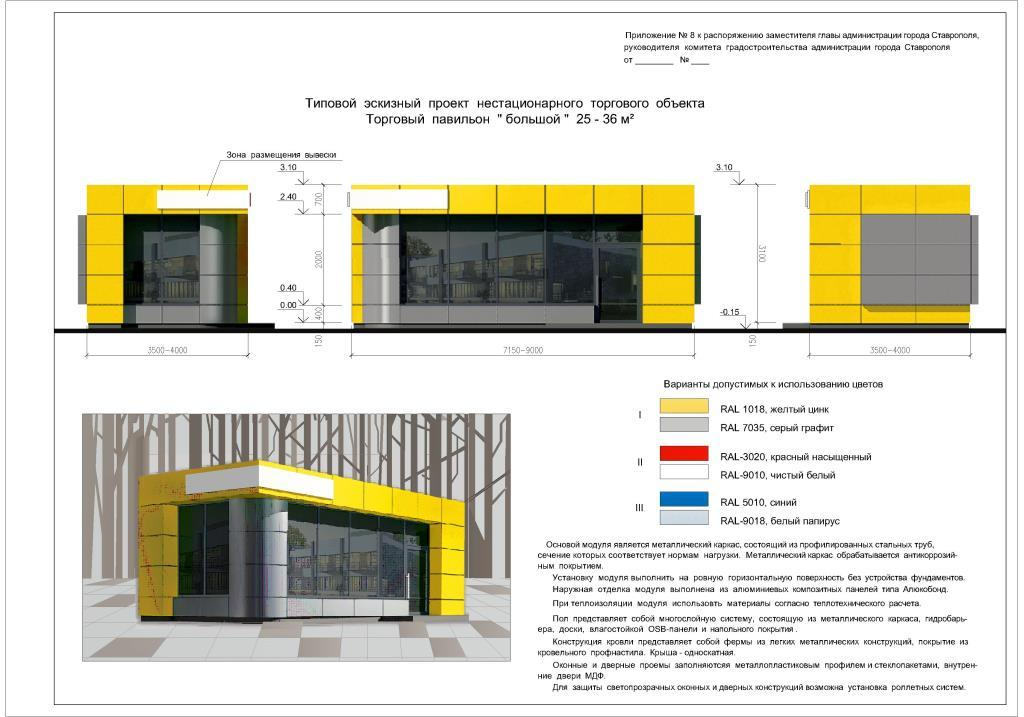 Приложение № 8 к распоряжению заместителя главы администрации города Ставрополя,
руководителя комитета градостроительства администрации города Ставрополя
от ________ № ____
Типовой эскизный проект нестационарного торгового объекта
Торговый павильон " большой " 25 - 36 м²
Зона размещения вывески
3.10
2.40
0.40
0.00
700
2000
400
150
3.10
3100
-0.15
150
3500-4000
7150-9000
3500-4000
Варианты допустимых к использованию цветов
I
RAL 1018, желтый цинк
RAL 7035, серый графит
II
RAL-3020, красный насыщенный
RAL-9010, чистый белый
III
RAL 5010, синий
RAL-9018, белый папирус
Основой модуля является металлический каркас, состоящий из профилированных стальных труб,
сечение которых соответствует нормам нагрузки. Металлический каркас обрабатывается антикоррозий-
ным покрытием.
Установку модуля выполнить на ровную горизонтальную поверхность без устройства фундаментов.
Наружная отделка модуля выполнена из алюминиевых композитных панелей типа Алюкобонд.
При теплоизоляции модуля использовть материалы согласно теплотехнического расчета.
Пол представляет собой многослойную систему, состоящую из металлического каркаса, гидробарь-
ера, доски, влагостойкой OSB-панели и напольного покрытия .
Конструкция кровли представляет собой фермы из легких металлических конструкций, покрытие из
кровельного профнастила. Крыша - односкатная.
Оконные и дверные проемы заполняются металлопластиковым профилем и стеклопакетами, внутрен-
ние двери МДФ.
Для защиты светопрозрачных оконных и дверных конструкций возможна установка роллетных систем.